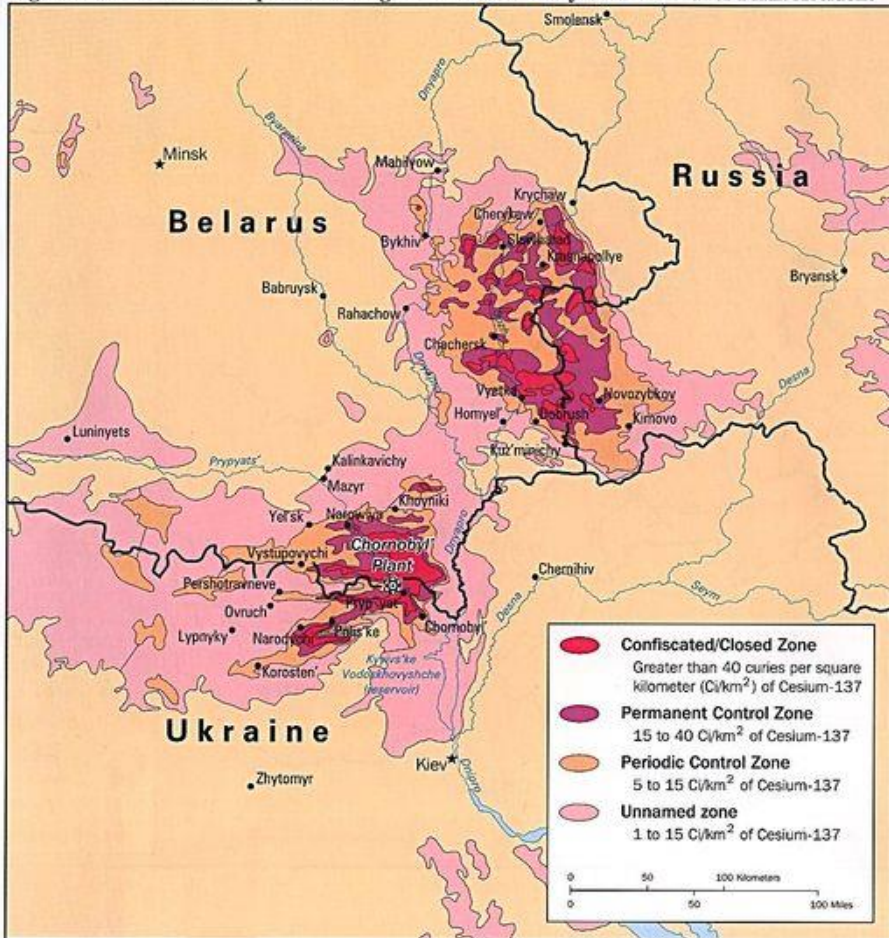 Smolensk
Dnyapro
Byarezina
Minsk
Mahilyow
Russia
Krychaw
Cherykaw
Belarus
Bykhiv
Slawharad
Krasnapollye
Bryansk
Babruysk
Rahachow
Chachersk
Dnyapro
Desna
Vyetka
Novozybkov
Homyel'
Dobrush
Kimovo
Luninyets
Kuz'minichy
Prypyats'
Kalinkavichy
Mazyr
Khoyniki
Yel'sk
Narowlya
Dnyapro
Chornobyl'
Plant
Vystupovychi
Chernihiv
Pershotravneve
Pryp"yat'
Desna
Seym
Ovruch
Chornobyl'
Lypnyky
Narodychi
Polis'ke
Kyyivs'ke
Vodoskhovyshche
(reservoir)
Korosten'
Ukraine
Kiev
Zhytomyr
Dnipro
Confiscated/Closed Zone
Greater than 40 curies per square
kilometer (Ci/km²) of Cesium-137
Permanent Control Zone
15 to 40 Ci/km² of Cesium-137
Periodic Control Zone
5 to 15 Ci/km² of Cesium-137
Unnamed zone
1 to 15 Ci/km² of Cesium-137
0 50 100 Kilometers
0 50 100 Miles